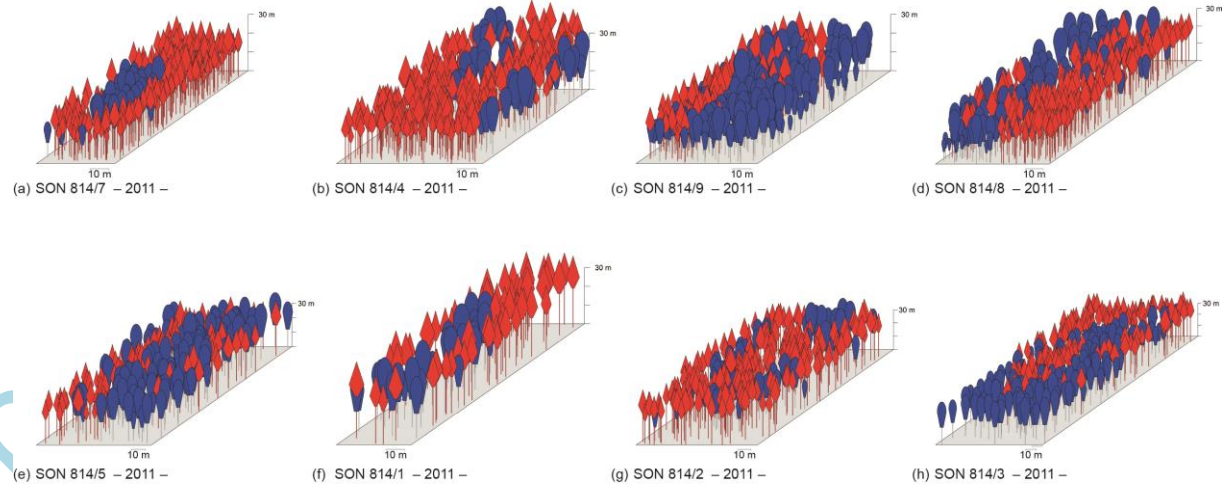 30 m
30 m
30 m
30 m
10 m
10 m
10 m
10 m
(a) SON 814/7 – 2011 –
(b) SON 814/4 – 2011 –
(c) SON 814/9 – 2011 –
(d) SON 814/8 – 2011 –
30 m
30 m
30 m
30 m
10 m
10 m
10 m
10 m
(e) SON 814/5 – 2011 –
(f) SON 814/1 – 2011 –
(g) SON 814/2 – 2011 –
(h) SON 814/3 – 2011 –